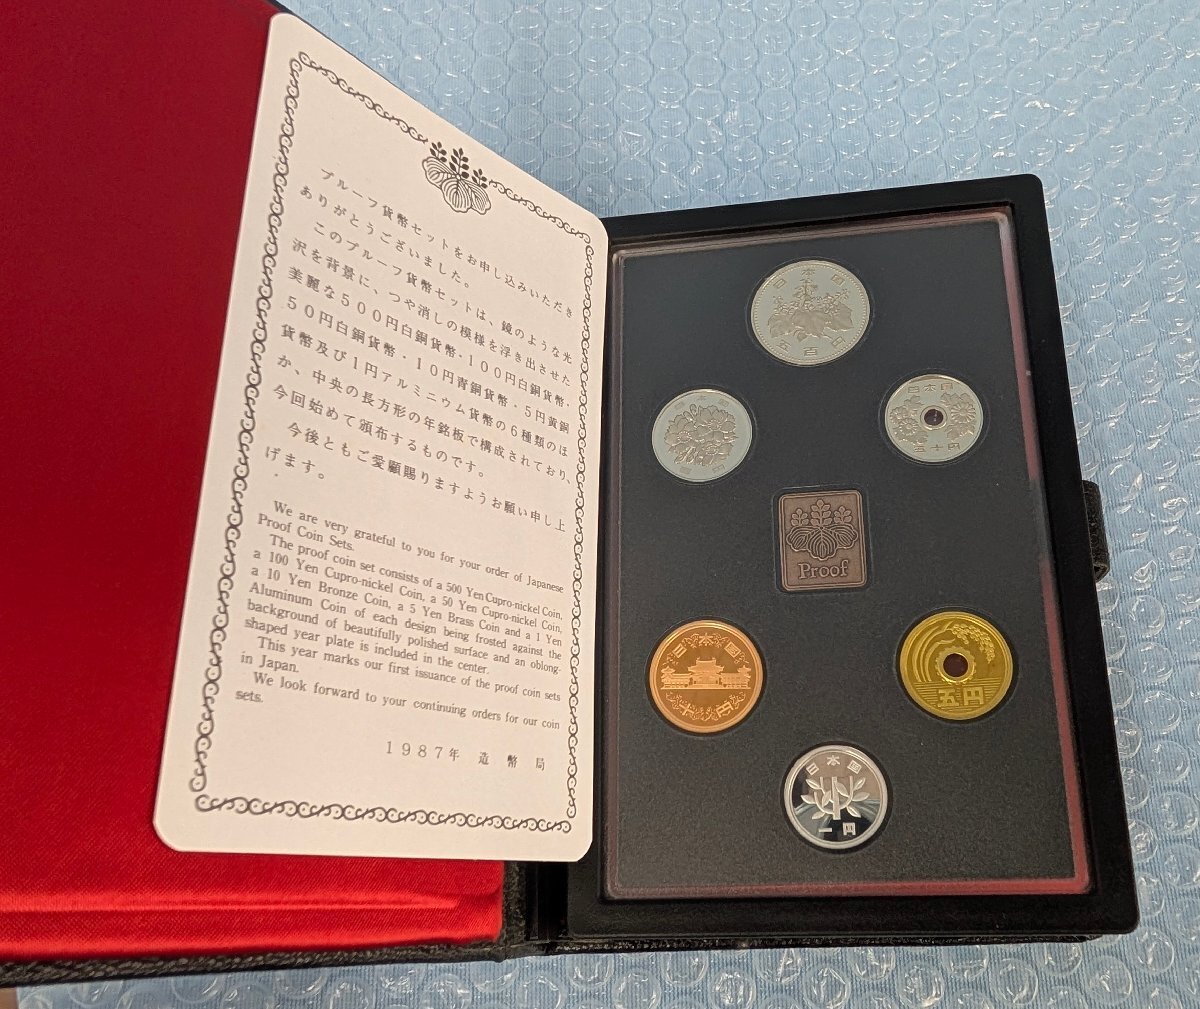 プルーフ貨幣セットをお申し込みいただき
ありがとうございました。
このプルーフ貨幣セットは、鏡のような光
沢を背景に、つや消しの模様を浮き出させた
美麗な500円白銅貨幣・100円白銅貨幣・
50円白銅貨幣・10円青銅貨幣・5円黄銅
貨幣及び1円アルミニウム貨幣の6種類のほ
か、中央の長方形の年銘板で構成されており、
今回始めて頒布するものです。
今後ともご愛顧賜りますようお願い申し上
げます。
We are very grateful to you for your order of Japanese
Proof Coin Sets.
The proof coin set consists of a 500 Yen Cupro-nickel Coin,
a 100 Yen Cupro-nickel Coin, a 50 Yen Cupro-nickel Coin,
a 10 Yen Bronze Coin, a 5 Yen Brass Coin and a 1 Yen
Aluminum Coin of each design being frosted against the
background of beautifully polished surface and an oblong-
shaped year plate is included in the center.
This year marks our first issuance of the proof coin sets
in Japan.
We look forward to your continuing orders for our coin
sets.
1987年 造幣局
日本国
五百円
日本国
五十円
Proof
日本国
十円
五円
日本国
一円